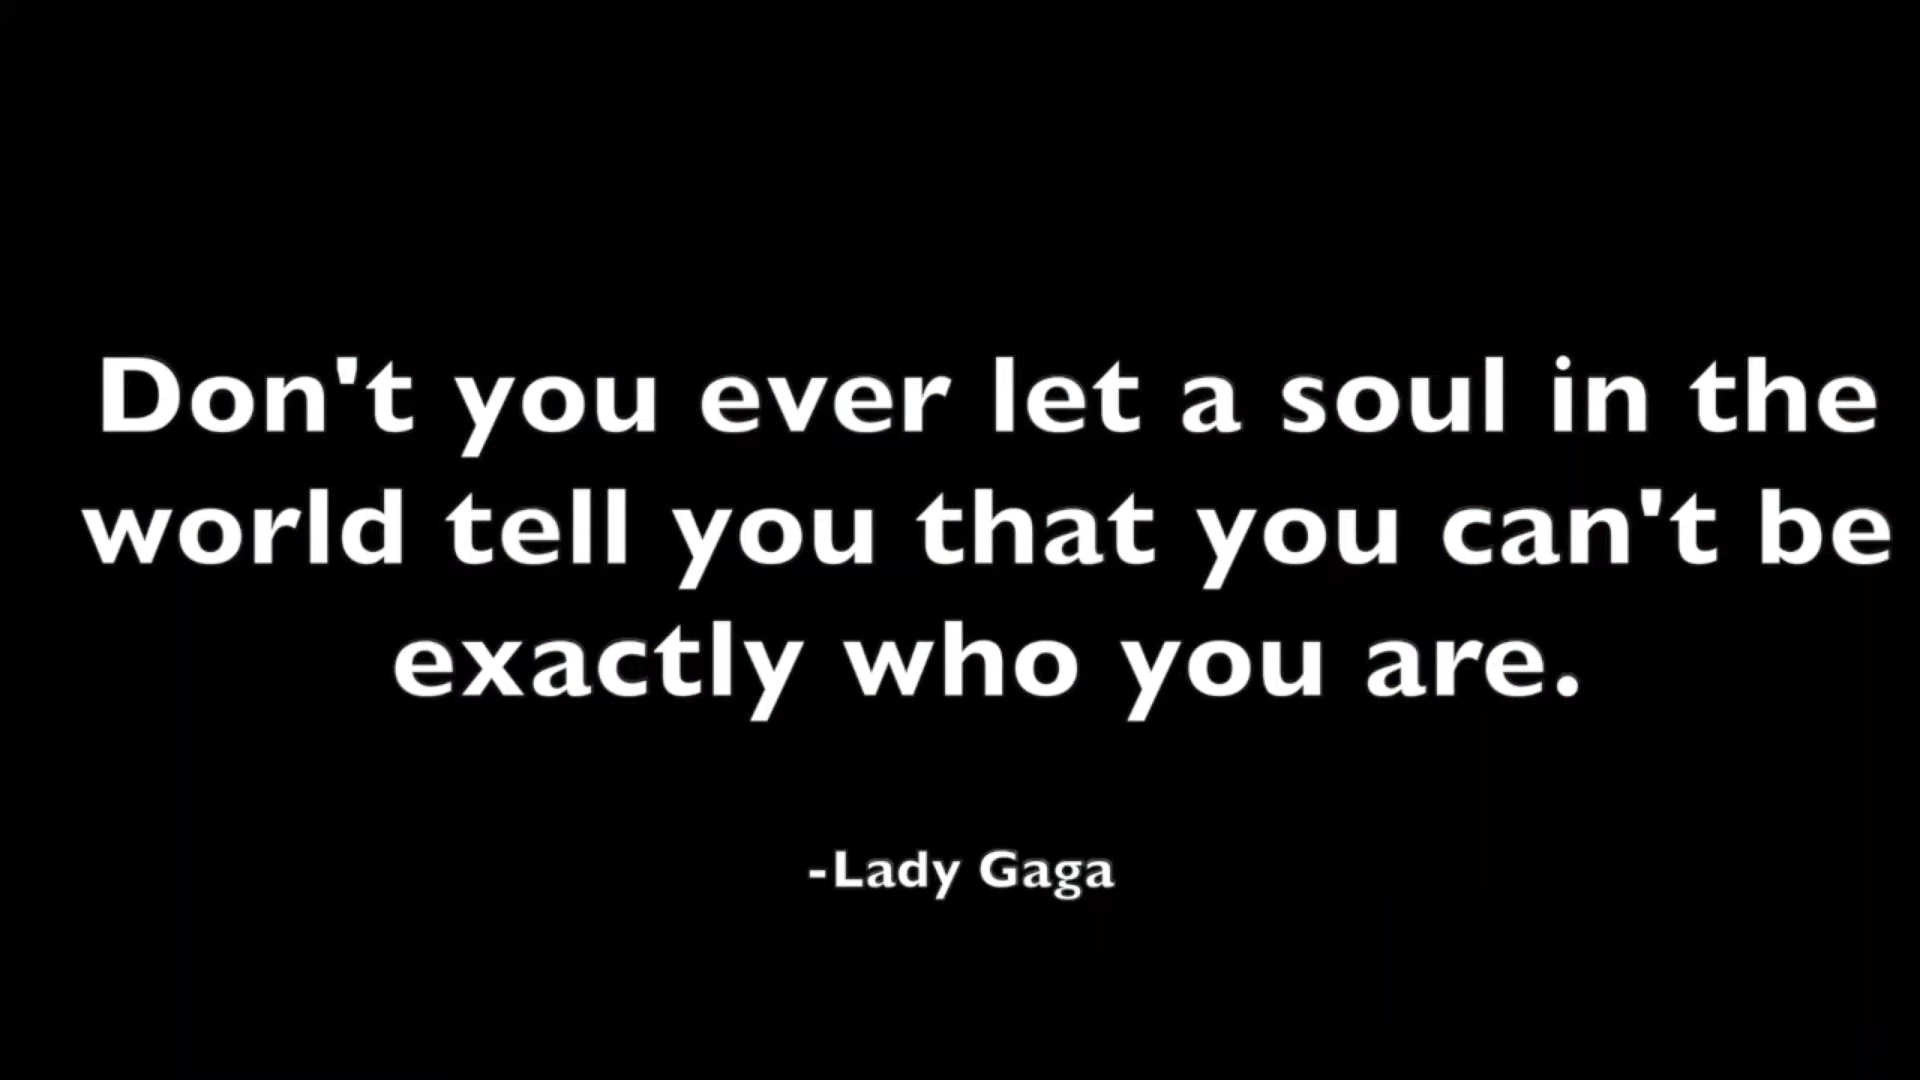 Don't you ever let a soul in the
world tell you that you can't be
exactly who you are.
-Lady Gaga